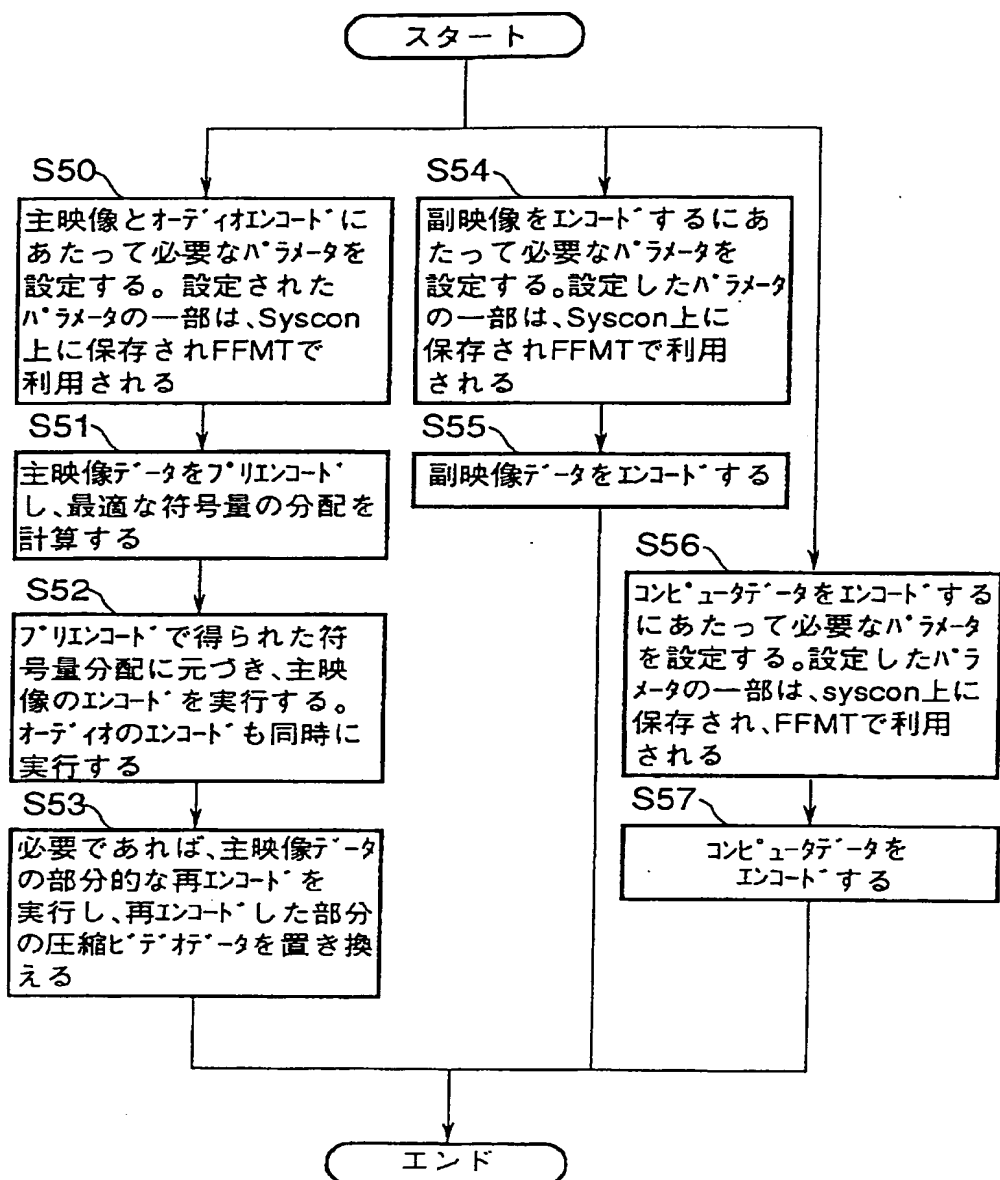 スタート
S50
主映像とオーディオエンコードに
あたって必要なパラメータを
設定する。設定された
パラメータの一部は、Syscon
上に保存されFFMTで
利用される
S51
主映像データをプリエンコード
し、最適な符号量の分配を
計算する
S52
プリエンコードで得られた符
号量分配に元づき、主映
像のエンコードを実行する。
オーディオのエンコードも同時に
実行する
S53
必要であれば、主映像データ
の部分的な再エンコードを
実行し、再エンコードした部分
の圧縮ビデオデータを置き換
える
S54
副映像をエンコードするにあ
たって必要なパラメータを
設定する。設定したパラメータ
の一部は、Syscon上に
保存されFFMTで利用
される
S55
副映像データをエンコードする
S56
コンピュータデータをエンコードする
にあたって必要なパラメータ
を設定する。設定したパラ
メータの一部は、syscon上に
保存され、FFMTで利用
される
S57
コンピュータデータを
エンコードする
エンド